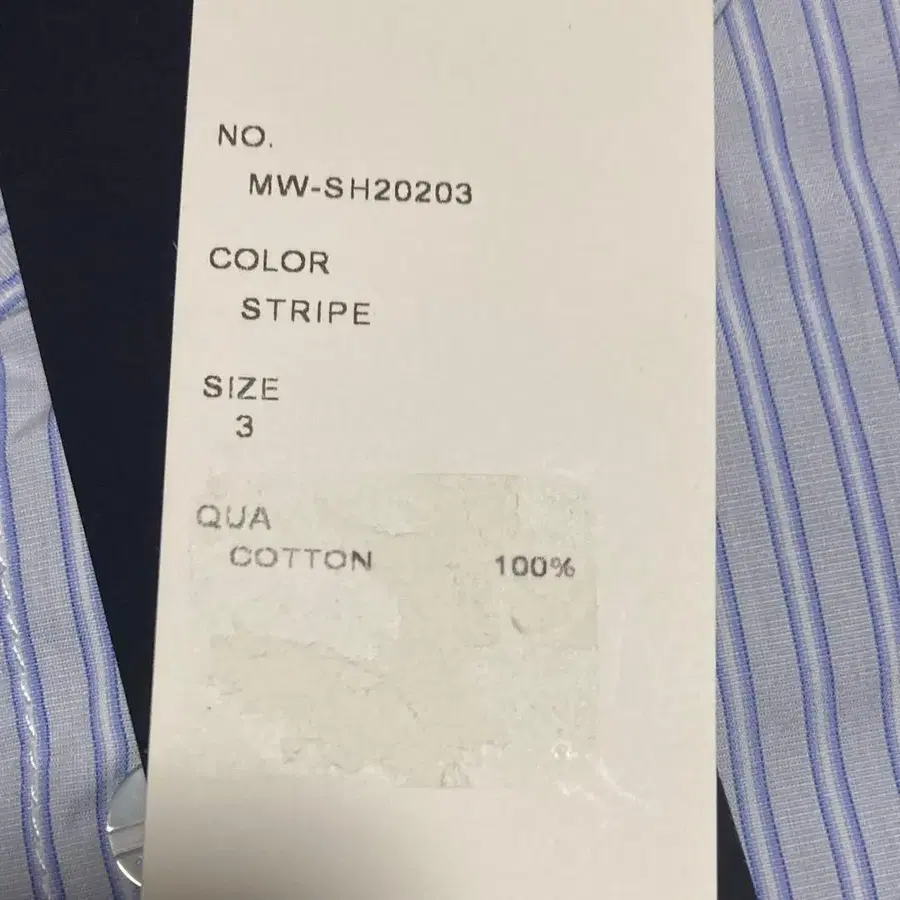 NO.
MW-SH20203
COLOR
STRIPE
SIZE
3
QUA
COTTON 100%